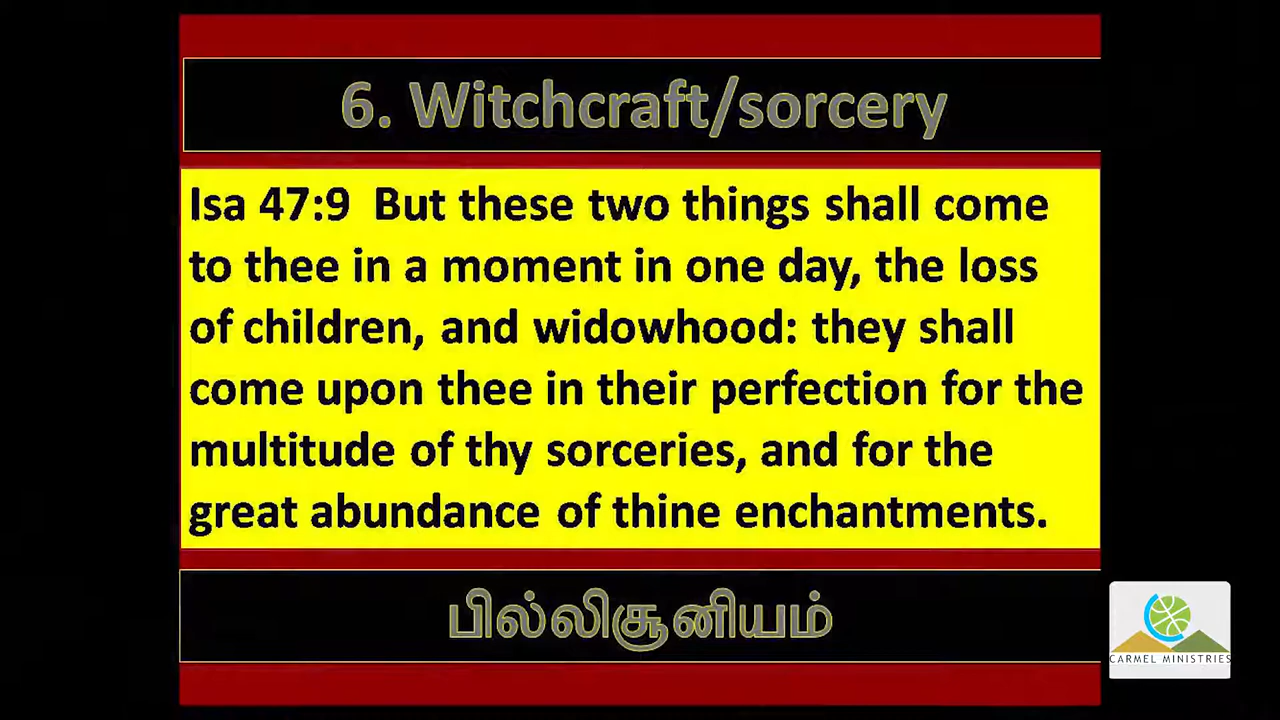 6. Witchcraft/sorcery
Isa 47:9 But these two things shall come
to thee in a moment in one day, the loss
of children, and widowhood: they shall
come upon thee in their perfection for the
multitude of thy sorceries, and for the
great abundance of thine enchantments.
பில்லிசூனியம்
CARMEL MINISTRIES